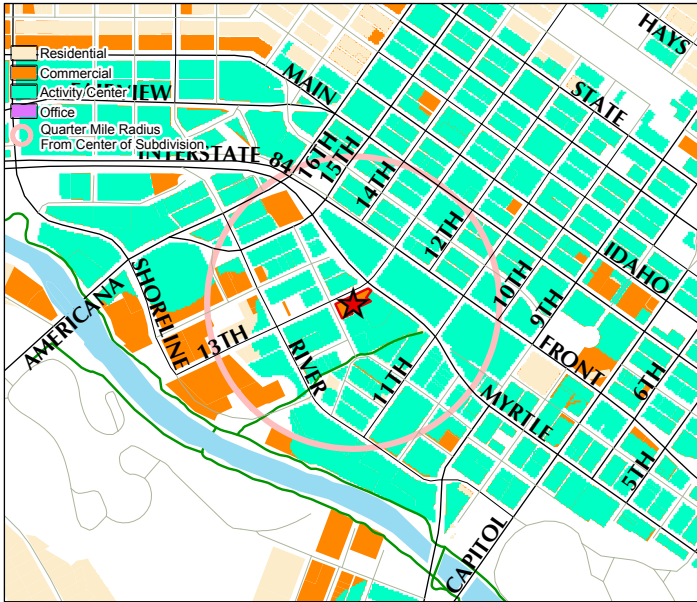 Residential
Commercial
Activity Center
Office
Quarter Mile Radius
From Center of Subdivision
HAYS
STATE
MAIN
INTERSTATE 84
16TH
15TH
14TH
12TH
10TH
9TH
IDAHO
FRONT
6TH
5TH
MYRTLE
11TH
RIVER
13TH
SHORELINE
AMERICANA
CAPITOL